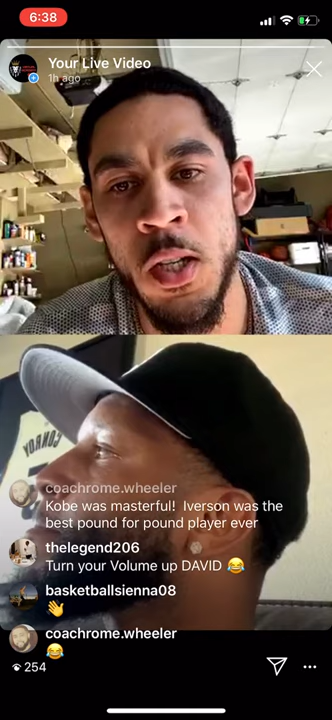 6:38
Your Live Video
1h ago
CONROY
coachrome.wheeler
Kobe was masterful! Iverson was the
best pound for pound player ever
thelegend206
Turn your Volume up DAVID 😂
basketballsienna08
👋
coachrome.wheeler
😂
254